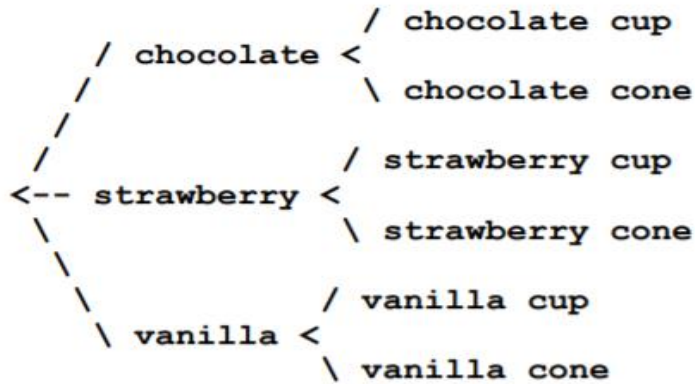 / chocolate cup
/ chocolate <
/ \ chocolate cone
/
/ / strawberry cup
<-- strawberry <
\ \ strawberry cone
\
\ / vanilla cup
\ vanilla <
\ vanilla cone